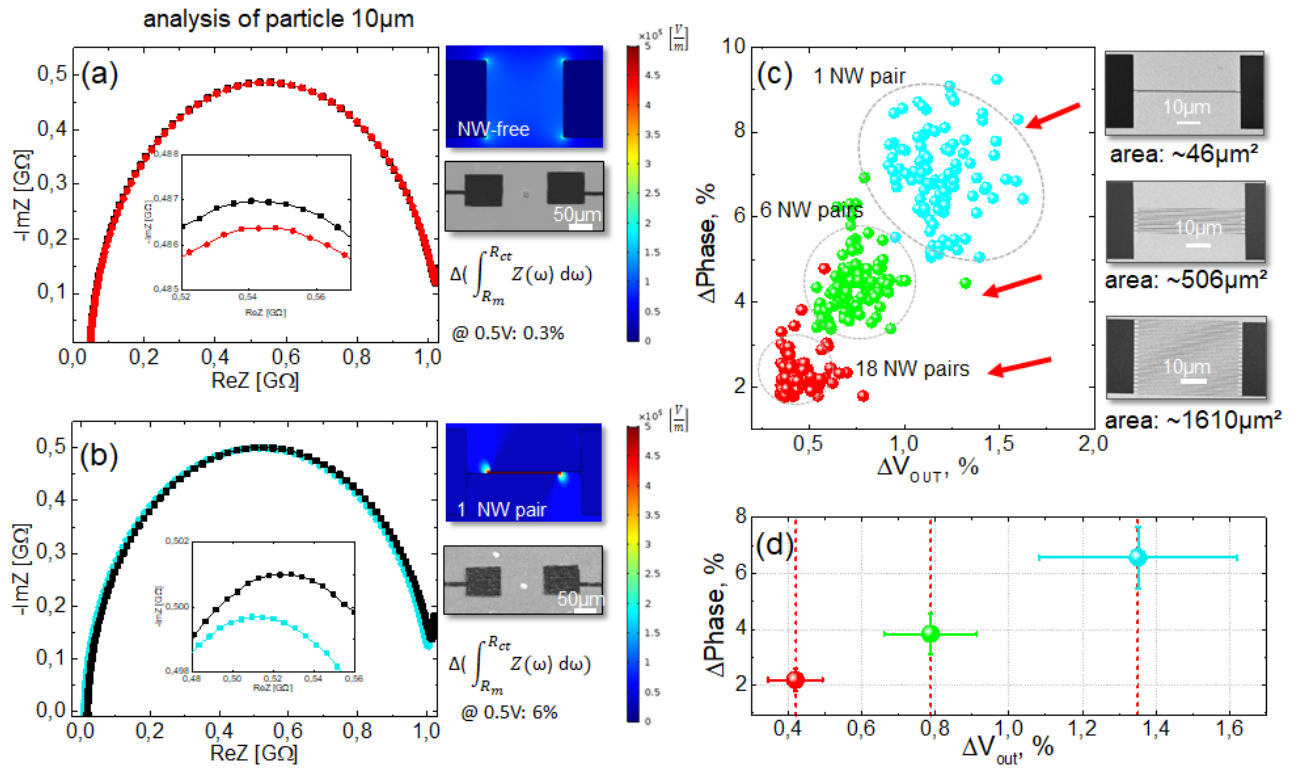 analysis of particle 10µm
(a)
-ImZ [GΩ]
0,5
0,4
0,3
0,2
0,1
0,0
0,2
0,4
0,6
0,8
1,0
ReZ [GΩ]
0,488
0,487
0,486
0,485
-ImZ [GΩ]
0,52
0,54
0,56
ReZ [GΩ]
NW-free
50µm
×10⁵ [V/m]
5
4.5
4
3.5
3
2.5
2
1.5
1
0.5
0
Δ(∫_{R_m}^{R_ct} Z(ω) dω)
@ 0.5V: 0.3%
(b)
-ImZ [GΩ]
0,5
0,4
0,3
0,2
0,1
0,0
0,0
0,2
0,4
0,6
0,8
1,0
ReZ [GΩ]
0,502
0,500
0,498
-ImZ [GΩ]
0,48
0,50
0,52
0,54
0,56
ReZ [GΩ]
1 NW pair
50µm
×10⁵ [V/m]
5
4.5
4
3.5
3
2.5
2
1.5
1
0.5
0
Δ(∫_{R_m}^{R_ct} Z(ω) dω)
@ 0.5V: 6%
(c)
ΔPhase, %
10
8
6
4
2
1 NW pair
6 NW pairs
18 NW pairs
0,5
1,0
1,5
2,0
ΔV_OUT, %
10µm
area: ~46µm²
10µm
area: ~506µm²
10µm
area: ~1610µm²
(d)
ΔPhase, %
8
6
4
2
0,4
0,6
0,8
1,0
1,2
1,4
1,6
ΔV_out, %